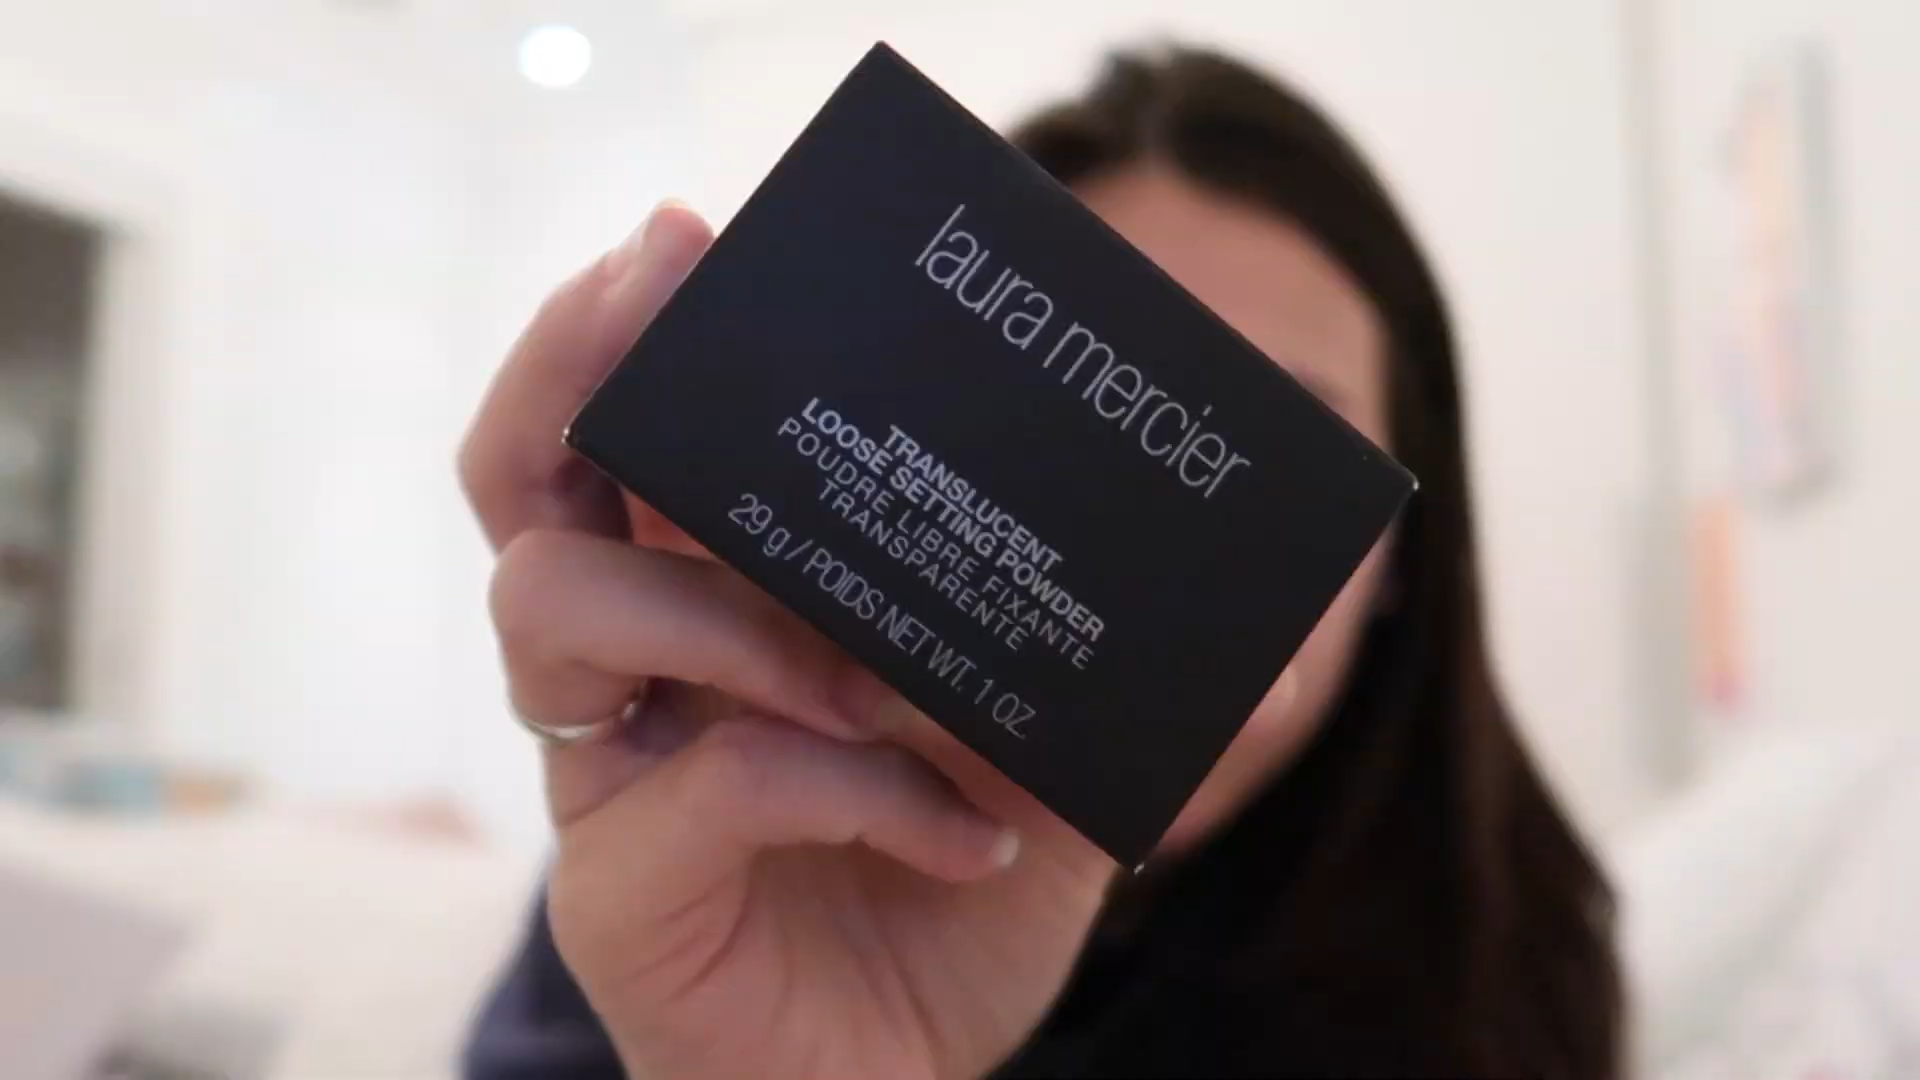 laura mercier
TRANSLUCENT
LOOSE SETTING POWDER
POUDRE LIBRE FIXANTE
TRANSPARENTE
29 g / POIDS NET WT. 1 OZ.